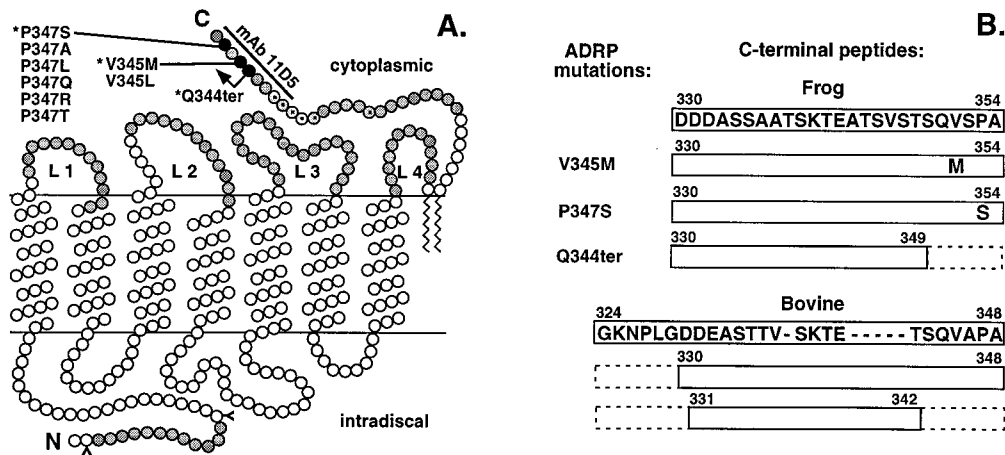 A.
C
mAb 11D5
*P347S
P347A
P347L
P347Q
P347R
P347T
*V345M
V345L
*Q344ter
cytoplasmic
L 1
L 2
L 3
L 4
intradiscal
N
B.
ADRP
mutations:
C-terminal peptides:
Frog
330 354
DDDASSAATSKTEATSVSTSQVSPA
330 354
V345M M
330 354
P347S S
330 349
Q344ter
Bovine
324 348
GKNPLGDDEASTTV-SKTE-----TSQVAPA
330 348
331 342